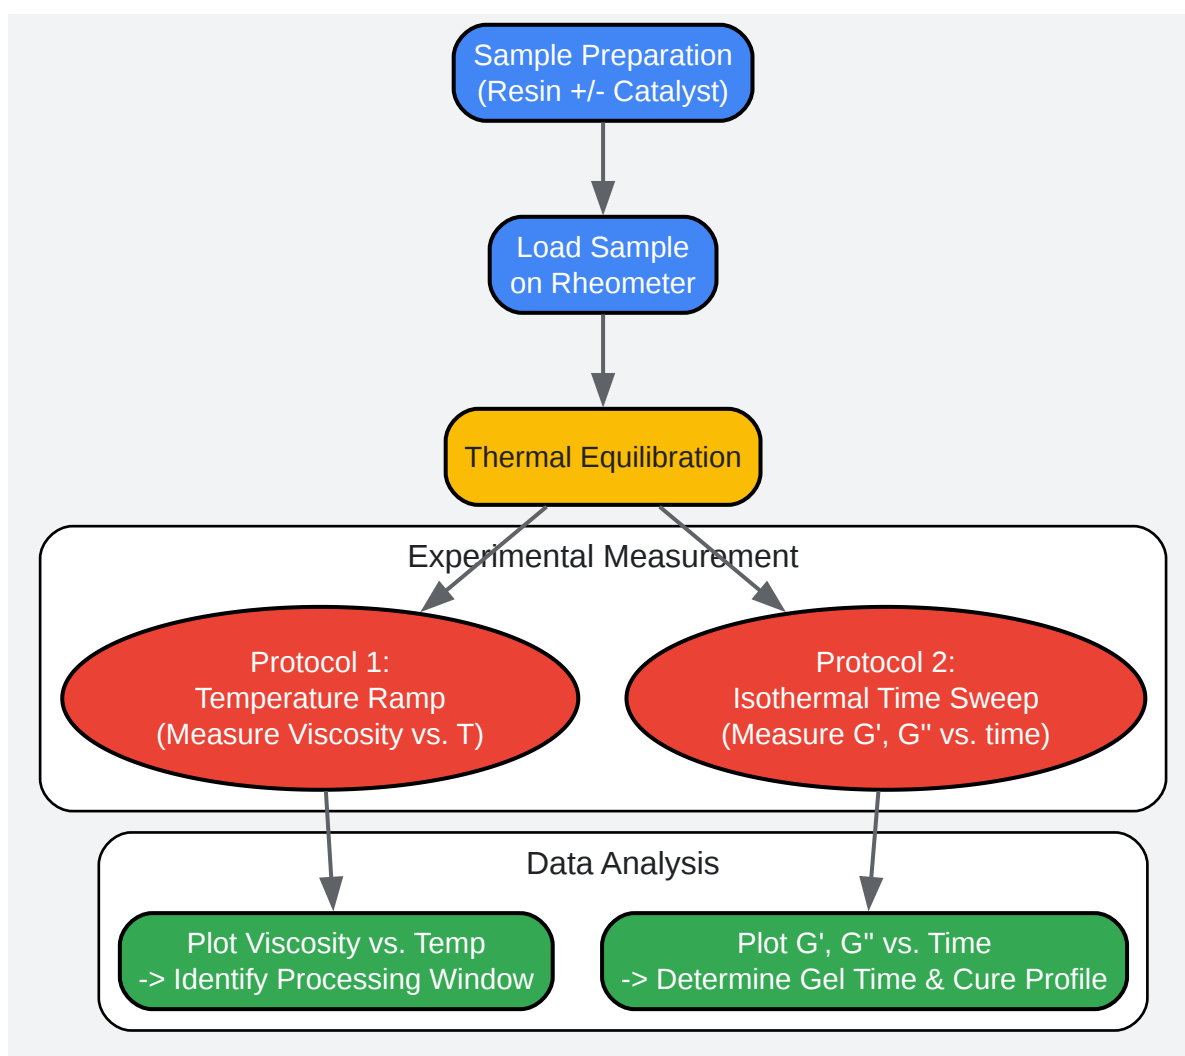 Sample Preparation
(Resin +/- Catalyst)
Load Sample
on Rheometer
Thermal Equilibration
Experimental Measurement
Protocol 1:
Temperature Ramp
(Measure Viscosity vs. T)
Protocol 2:
Isothermal Time Sweep
(Measure G', G'' vs. time)
Data Analysis
Plot Viscosity vs. Temp
-> Identify Processing Window
Plot G', G'' vs. Time
-> Determine Gel Time & Cure Profile